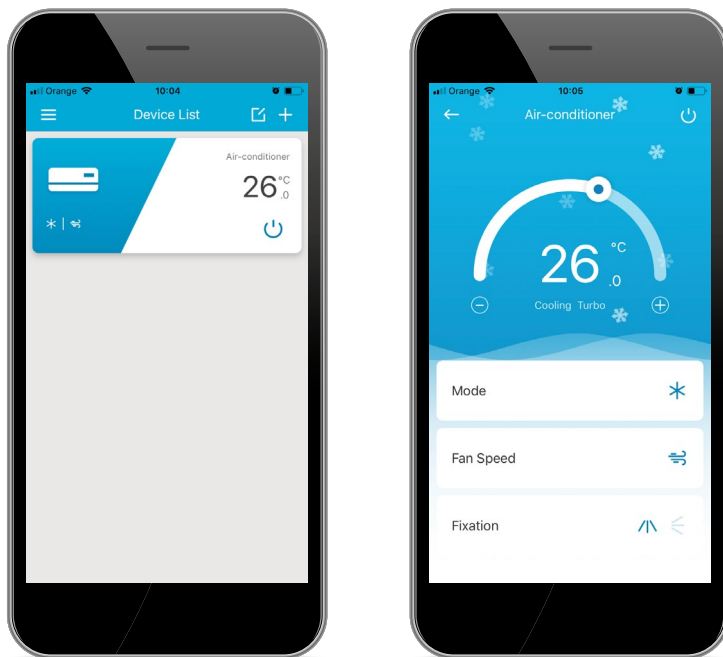 Orange 10:04
Device List
Air-conditioner
26 °C .0
Orange 10:05
Air-conditioner
26 °C .0
Cooling Turbo
Mode
Fan Speed
Fixation